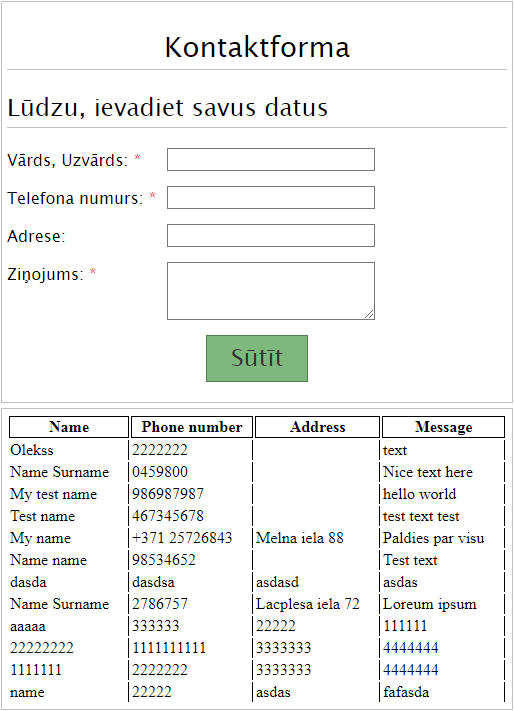 Kontaktforma
Lūdzu, ievadiet savus datus
Vārds, Uzvārds: *
Telefona numurs: *
Adrese:
Ziņojums: *
Sūtīt
Name Phone number Address Message
Olekss 2222222 text
Name Surname 0459800 Nice text here
My test name 986987987 hello world
Test name 467345678 test text test
My name +371 25726843 Melna iela 88 Paldies par visu
Name name 98534652 Test text
dasda dasdsa asdasd asdas
Name Surname 2786757 Lacplesa iela 72 Loreum ipsum
aaaaa 333333 22222 111111
22222222 1111111111 3333333 4444444
1111111 2222222 3333333 4444444
name 22222 asdas fafasda